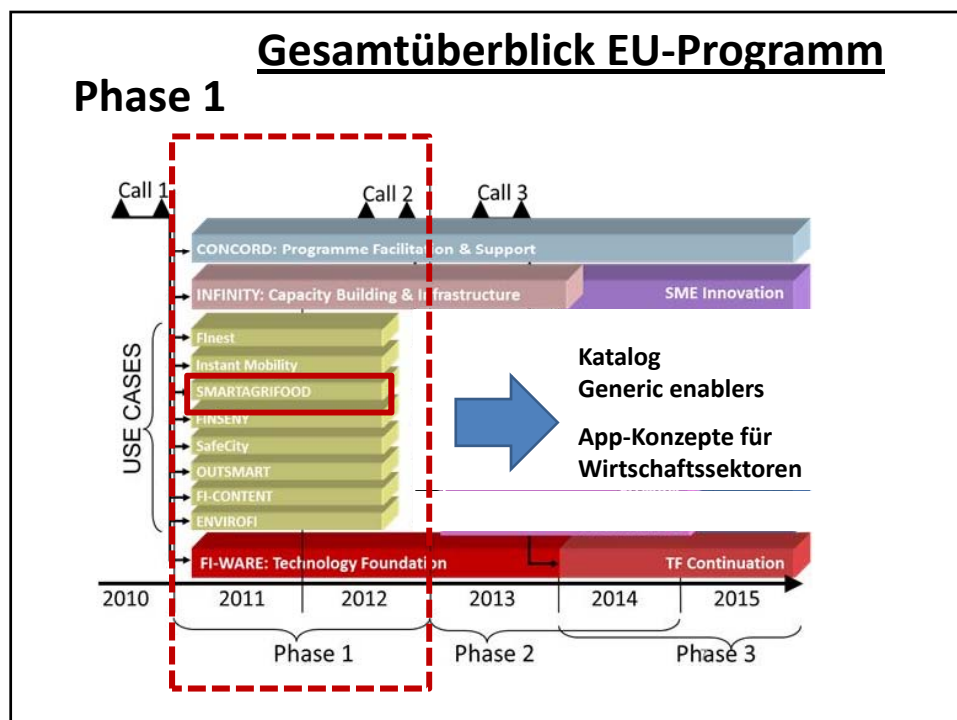 Gesamtüberblick EU-Programm
Phase 1
Call 1
Call 2
Call 3
CONCORD: Programme Facilitation & Support
INFINITY: Capacity Building & Infrastructure
SME Innovation
USE CASES
FInest
Instant Mobility
SMARTAGRIFOOD
FINSENY
SafeCity
OUTSMART
FI-CONTENT
ENVIROFI
Katalog
Generic enablers
App-Konzepte für
Wirtschaftssektoren
FI-WARE: Technology Foundation
TF Continuation
2010 2011 2012 2013 2014 2015
Phase 1 Phase 2 Phase 3